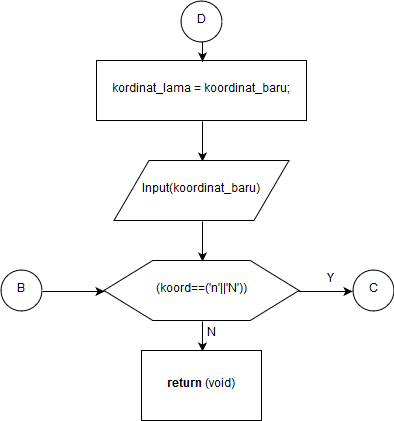 D
kordinat_lama = koordinat_baru;
Input(koordinat_baru)
B
(koord==('n'||'N'))
Y
C
N
return (void)